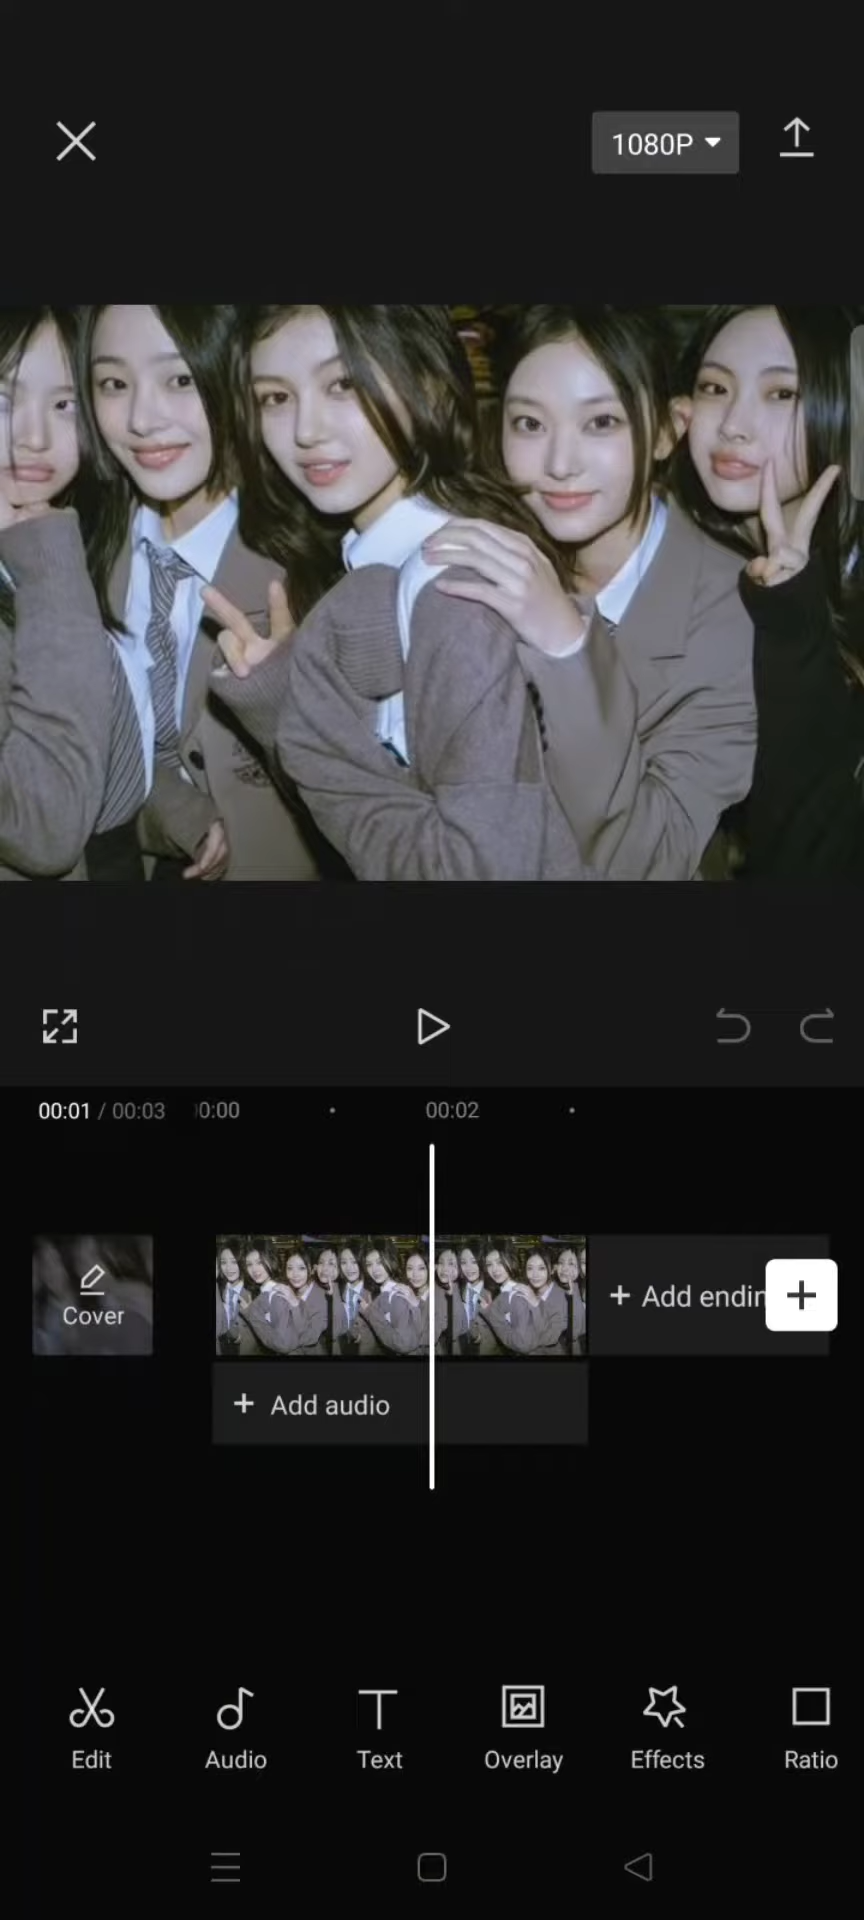 1080P
00:01 / 00:03
0:00
00:02
Cover
+ Add endin
+
+ Add audio
Edit
Audio
Text
Overlay
Effects
Ratio